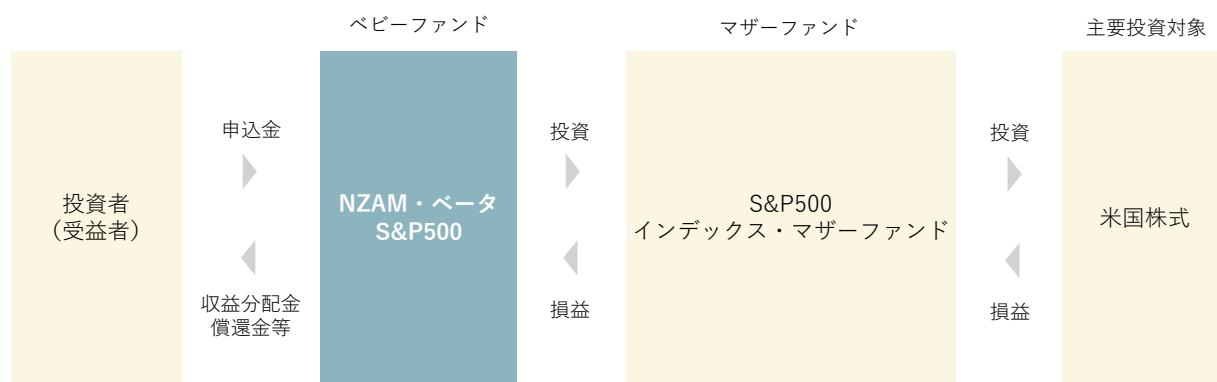 ベビーファンド
マザーファンド
主要投資対象
投資者
（受益者）
申込金
収益分配金
償還金等
NZAM・ベータ
S&P500
投資
損益
S&P500
インデックス・マザーファンド
投資
損益
米国株式